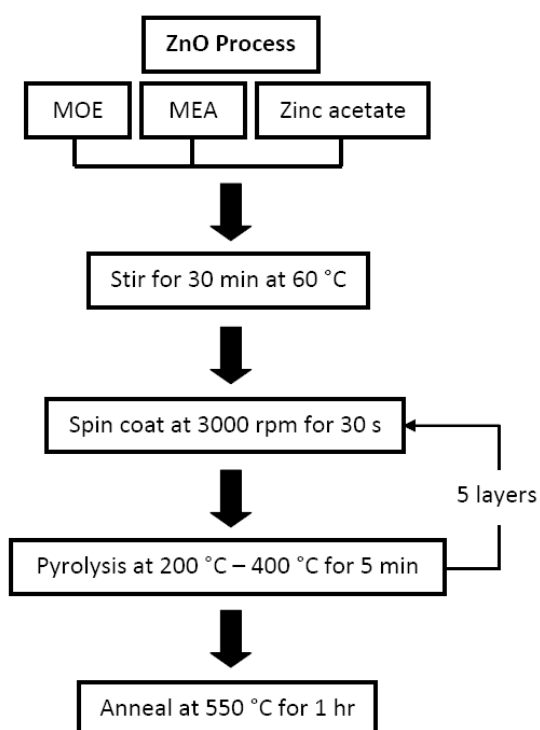 ZnO Process
MOE
MEA
Zinc acetate
Stir for 30 min at 60 °C
Spin coat at 3000 rpm for 30 s
5 layers
Pyrolysis at 200 °C – 400 °C for 5 min
Anneal at 550 °C for 1 hr